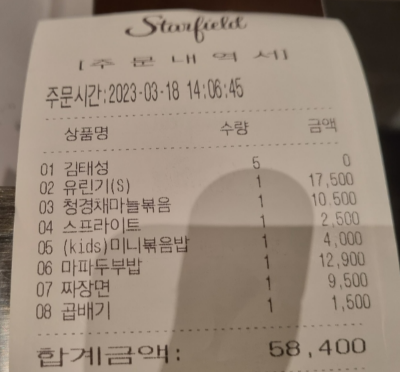 Starfield
[주 문 내 역 서]
주문시간:2023-03-18 14:06:45
상품명 수량 금액
01 김태성 5 0
02 유린기(S) 1 17,500
03 청경채마늘볶음 1 10,500
04 스프라이트 1 2,500
05 (kids)미니볶음밥 1 4,000
06 마파두부밥 1 12,900
07 짜장면 1 9,500
08 곱배기 1 1,500
합계금액: 58,400